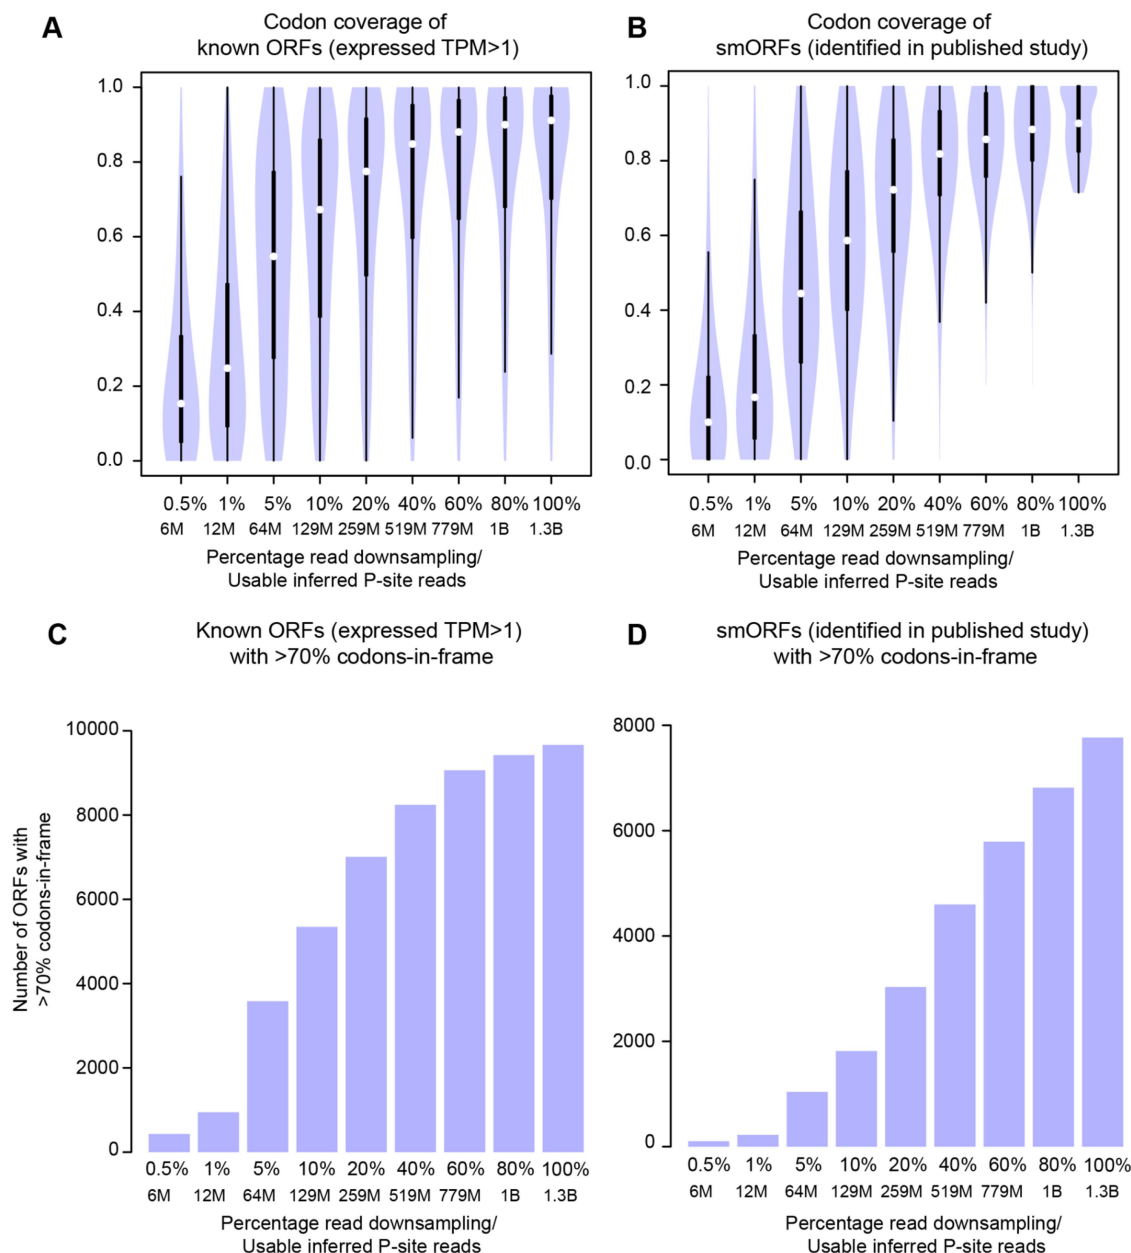 A
Codon coverage of
known ORFs (expressed TPM>1)
1.0
0.8
0.6
0.4
0.2
0.0
0.5% 1% 5% 10% 20% 40% 60% 80% 100%
6M 12M 64M 129M 259M 519M 779M 1B 1.3B
Percentage read downsampling/
Usable inferred P-site reads
B
Codon coverage of
smORFs (identified in published study)
1.0
0.8
0.6
0.4
0.2
0.0
0.5% 1% 5% 10% 20% 40% 60% 80% 100%
6M 12M 64M 129M 259M 519M 779M 1B 1.3B
Percentage read downsampling/
Usable inferred P-site reads
C
Known ORFs (expressed TPM>1)
with >70% codons-in-frame
Number of ORFs with
>70% codons-in-frame
10000
8000
6000
4000
2000
0
0.5% 1% 5% 10% 20% 40% 60% 80% 100%
6M 12M 64M 129M 259M 519M 779M 1B 1.3B
Percentage read downsampling/
Usable inferred P-site reads
D
smORFs (identified in published study)
with >70% codons-in-frame
8000
6000
4000
2000
0
0.5% 1% 5% 10% 20% 40% 60% 80% 100%
6M 12M 64M 129M 259M 519M 779M 1B 1.3B
Percentage read downsampling/
Usable inferred P-site reads